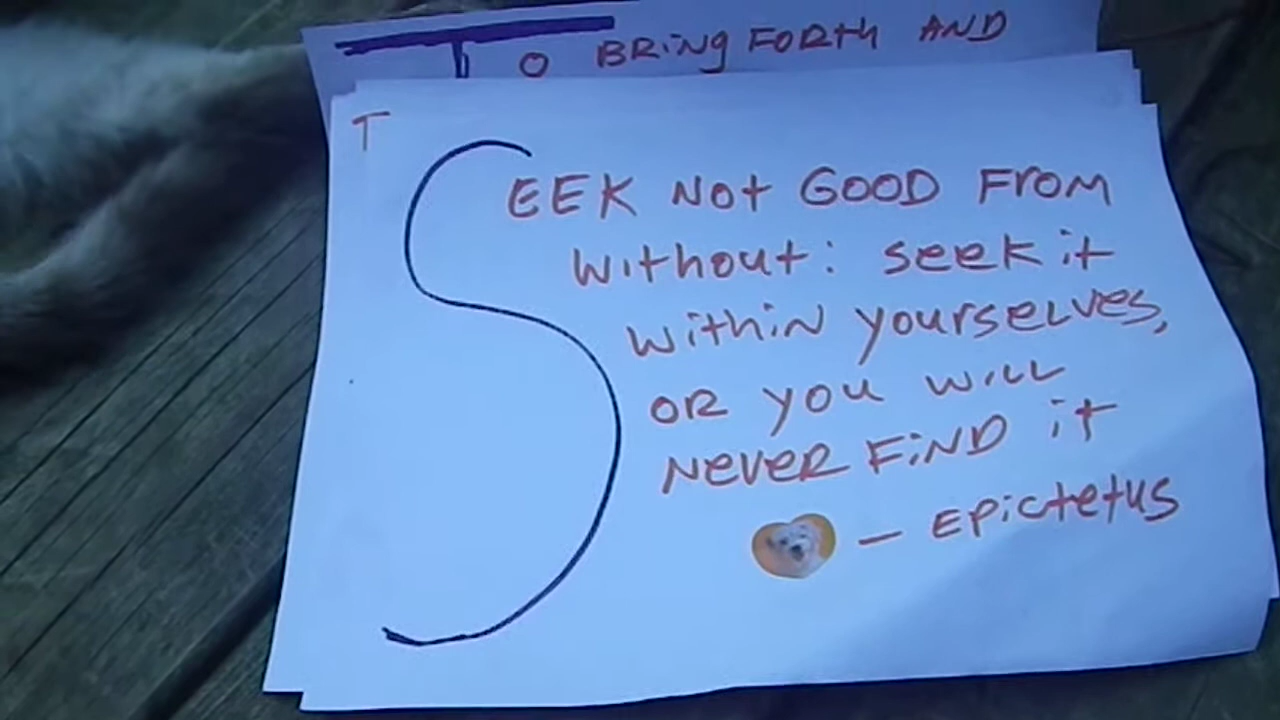 To BRING FORTH AND
T
SEEK NOt GOOD FROM
without: seek it
within yourselves,
OR you WILL
NEVER FiND it
- EPictetus